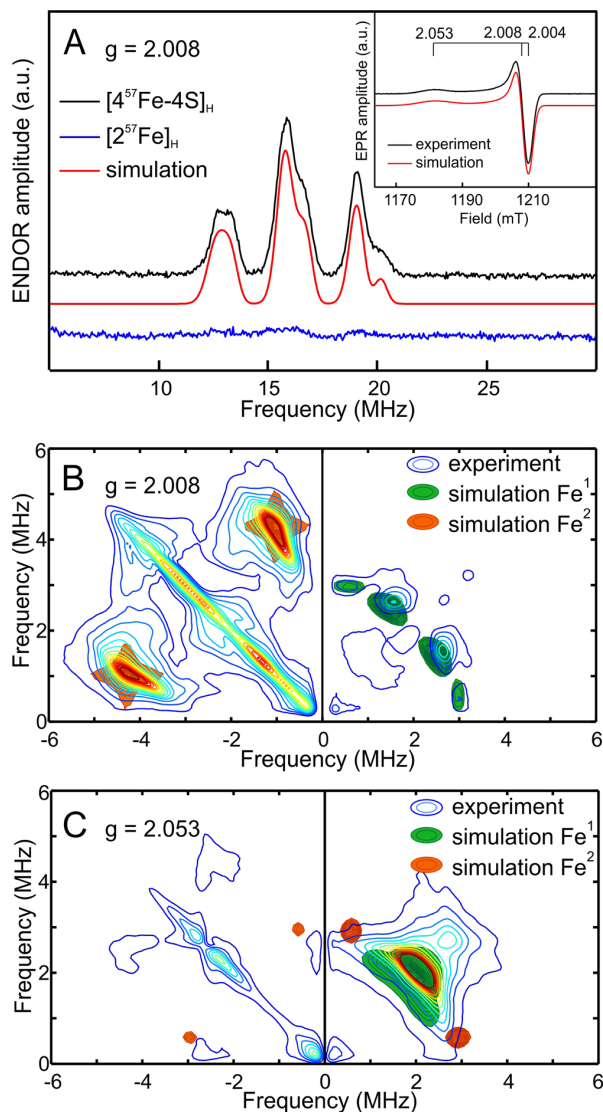 A
g = 2.008
[4⁵⁷Fe-4S]H
[2⁵⁷Fe]H
simulation
ENDOR amplitude (a.u.)
10 15 20 25
Frequency (MHz)
2.053 2.008 2.004
EPR amplitude (a.u.)
experiment
simulation
1170 1190 1210
Field (mT)
B
g = 2.008
experiment
simulation Fe¹
simulation Fe²
Frequency (MHz)
6
4
2
0
-6 -4 -2 0 2 4 6
Frequency (MHz)
C
g = 2.053
experiment
simulation Fe¹
simulation Fe²
Frequency (MHz)
6
4
2
0
-6 -4 -2 0 2 4 6
Frequency (MHz)